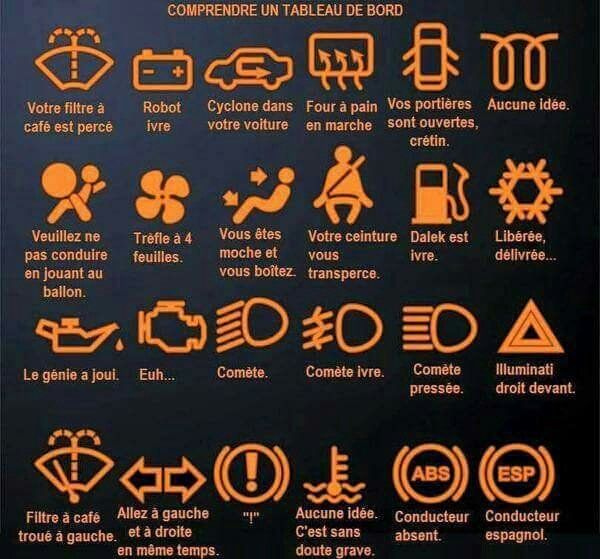 COMPRENDRE UN TABLEAU DE BORD
Votre filtre à
café est percé
Robot
ivre
Cyclone dans
votre voiture
Four à pain
en marche
Vos portières
sont ouvertes,
crétin.
Aucune idée.
Veuillez ne
pas conduire
en jouant au
ballon.
Trèfle à 4
feuilles.
Vous êtes
moche et
vous boîtez.
Votre ceinture
vous
transperce.
Dalek est
ivre.
Libérée,
délivrée...
Le génie a joui.
Euh...
Comète.
Comète ivre.
Comète
pressée.
Illuminati
droit devant.
Filtre à café
troué à gauche.
Allez à gauche
et à droite
en même temps.
!
"!"
Aucune idée.
C'est sans
doute grave.
ABS
Conducteur
absent.
ESP
Conducteur
espagnol.